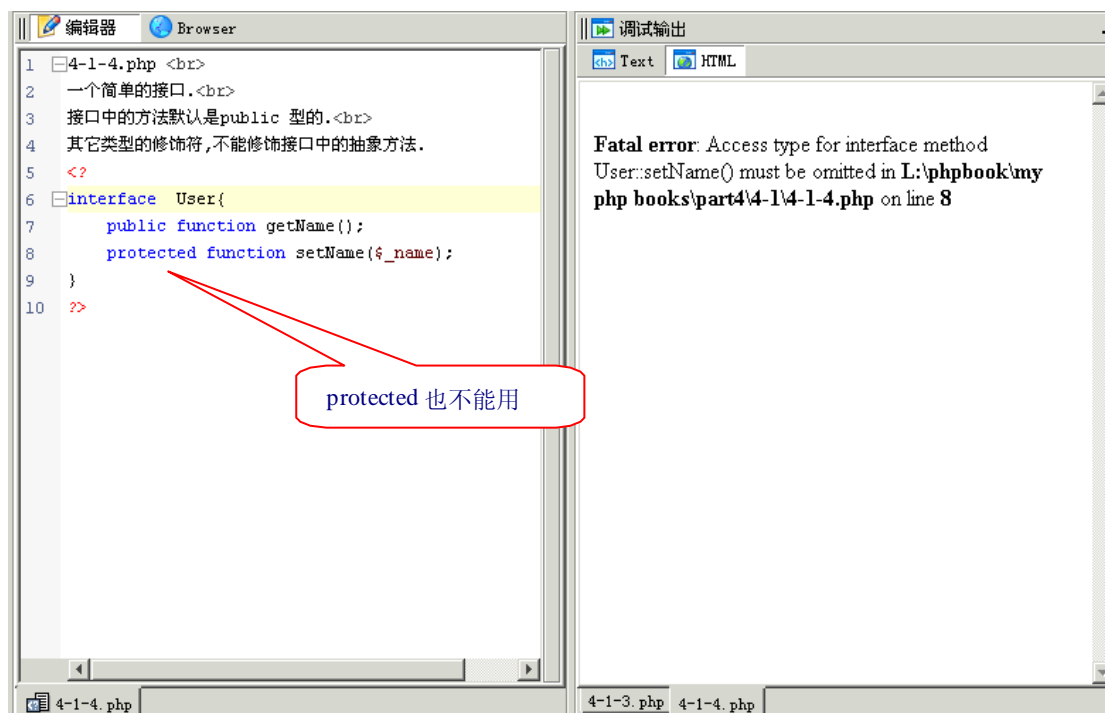 编辑器 Browser
1 4-1-4.php <br>
2 一个简单的接口.<br>
3 接口中的方法默认是public 型的.<br>
4 其它类型的修饰符,不能修饰接口中的抽象方法.
5 <?
6 interface  User{
7 public function getName();
8 protected function setName($_name);
9 }
10 ?>
protected 也不能用
4-1-4.php
调试输出
<h> Text HTML
Fatal error: Access type for interface method
User::setName() must be omitted in L:\phpbook\my
php books\part4\4-1\4-1-4.php on line 8
4-1-3.php 4-1-4.php